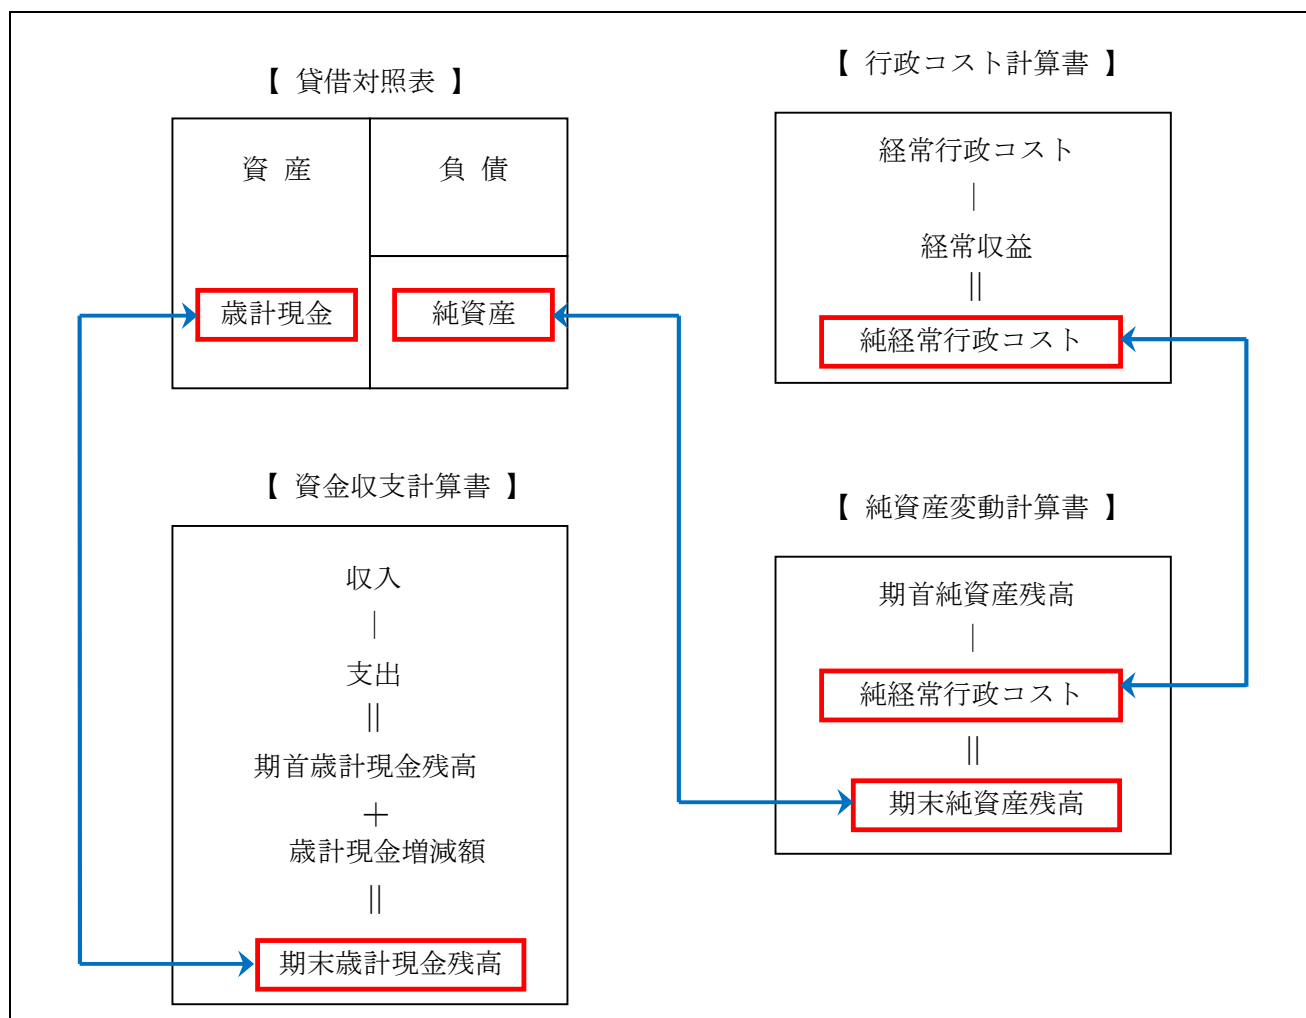 【 貸借対照表 】
資 産
負 債
歳計現金
純資産
【 行政コスト計算書 】
経常行政コスト
｜
経常収益
||
純経常行政コスト
【 資金収支計算書 】
収入
｜
支出
||
期首歳計現金残高
＋
歳計現金増減額
||
期末歳計現金残高
【 純資産変動計算書 】
期首純資産残高
｜
純経常行政コスト
||
期末純資産残高